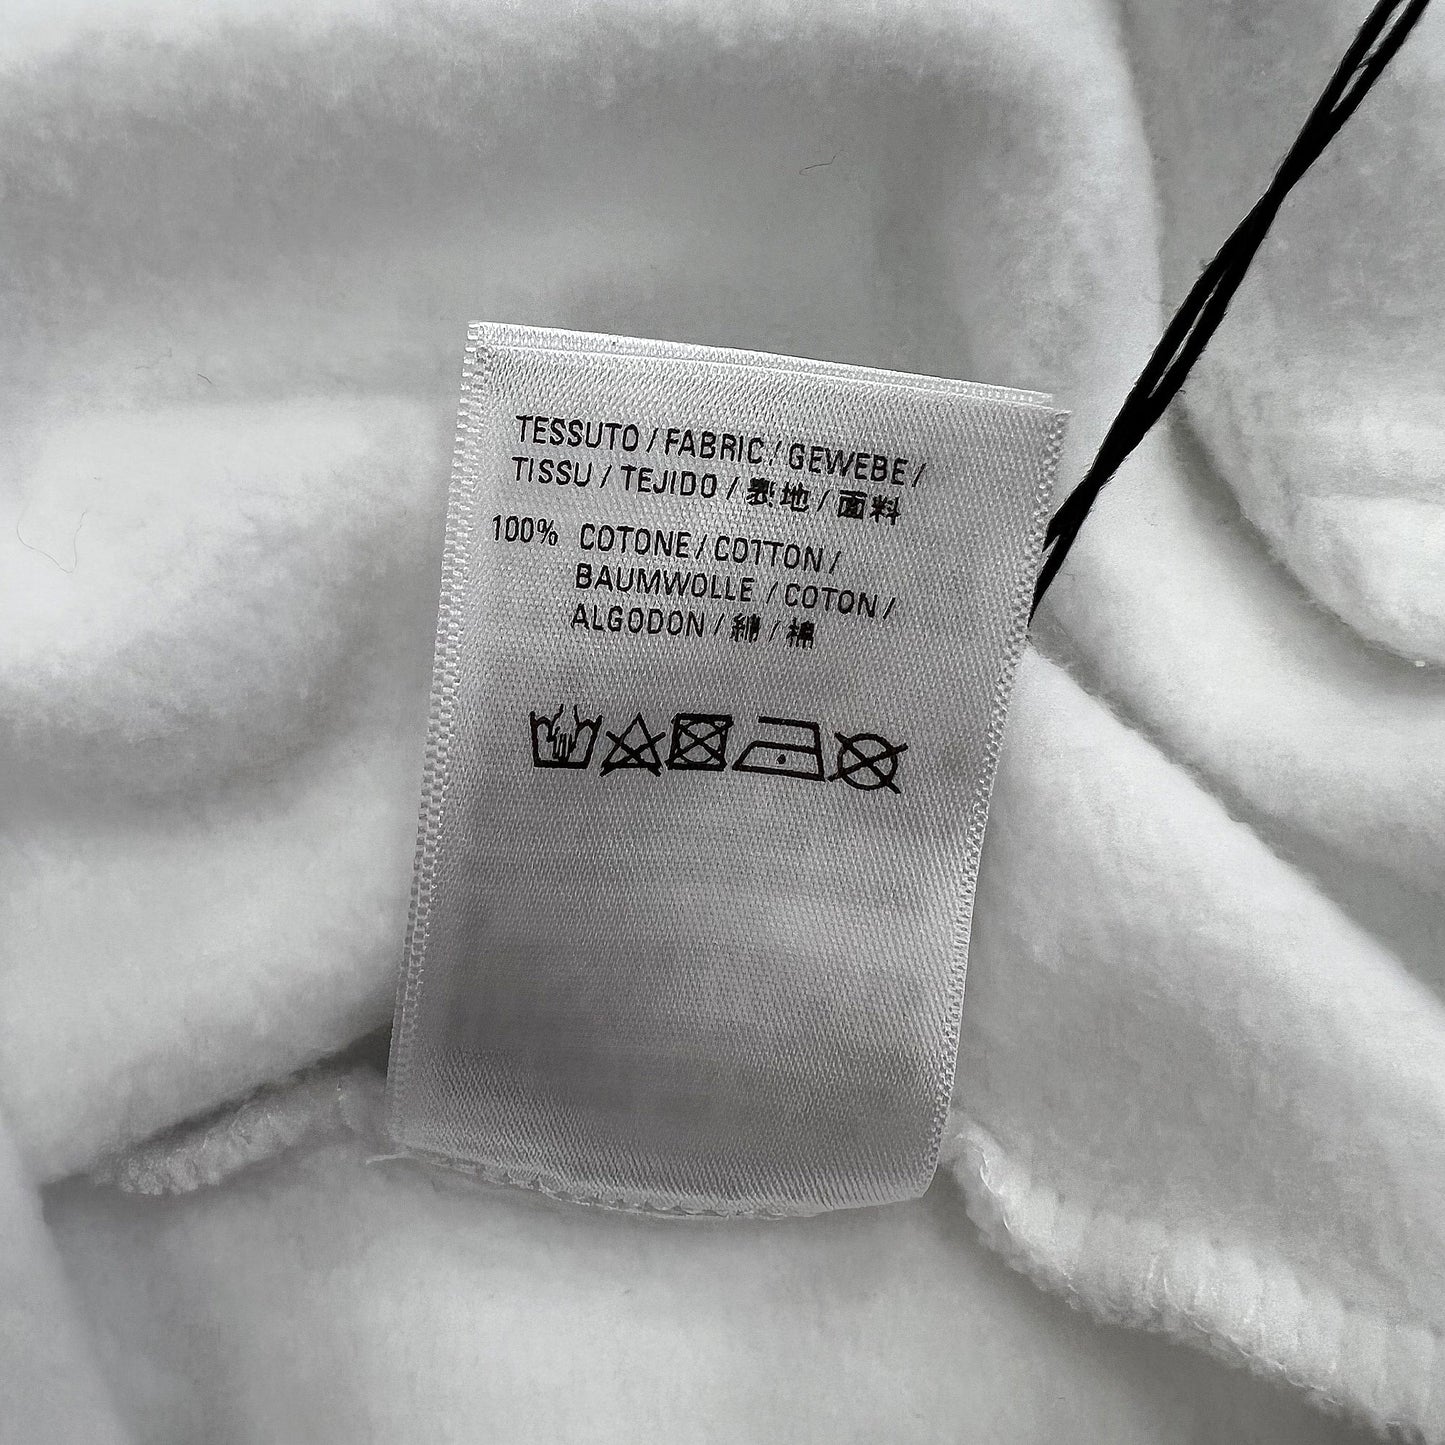 TESSUTO / FABRIC / GEWEBE /
TISSU / TEJIDO / 表地 / 面料
100% COTONE / COTTON /
BAUMWOLLE / COTON /
ALGODON / 綿 / 棉